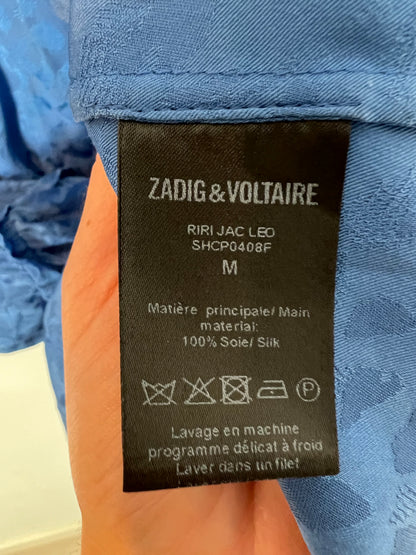 ZADIG&VOLTAIRE
RIRI JAC LEO
SHCP0408F
M
Matière principale/ Main
material:
100% Soie/ Silk
P
Lavage en machine
programme délicat à froid
Laver dans un filet